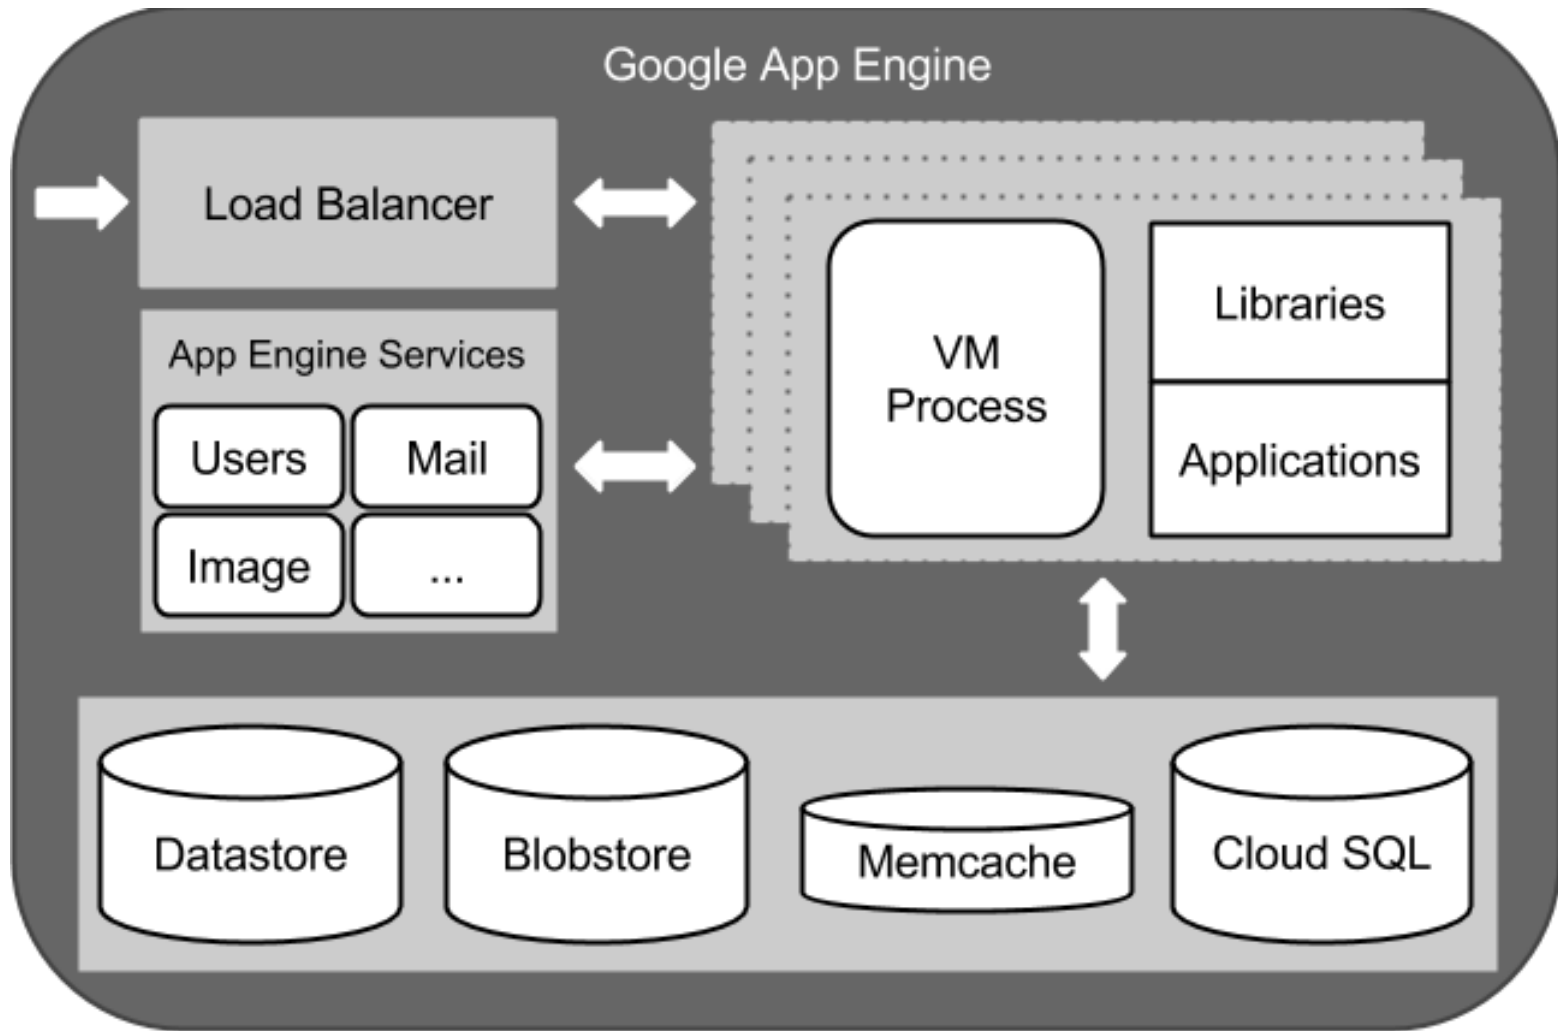 Google App Engine
Load Balancer
App Engine Services
Users
Mail
Image
...
VM
Process
Libraries
Applications
Datastore
Blobstore
Memcache
Cloud SQL